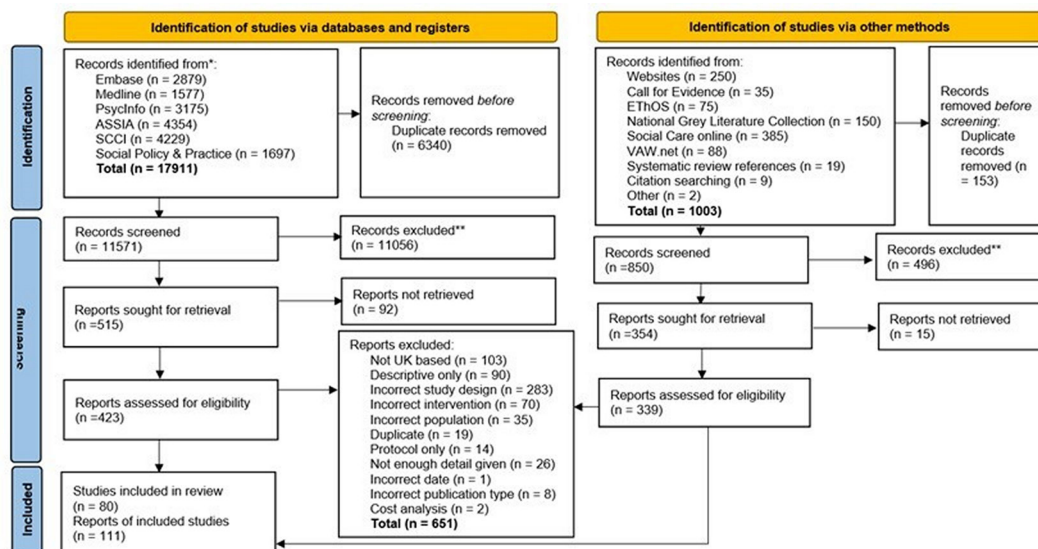 Identification of studies via databases and registers
Identification of studies via other methods
Identification
Records identified from*:
Embase (n = 2879)
Medline (n = 1577)
PsycInfo (n = 3175)
ASSIA (n = 4354)
SCCI (n = 4229)
Social Policy & Practice (n = 1697)
Total (n = 17911)
Records removed before
screening:
Duplicate records removed
(n = 6340)
Records identified from:
Websites (n = 250)
Call for Evidence (n = 35)
EThOS (n = 75)
National Grey Literature Collection (n = 150)
Social Care online (n = 385)
VAW.net (n = 88)
Systematic review references (n = 19)
Citation searching (n = 9)
Other (n = 2)
Total (n = 1003)
Records
removed before
screening:
Duplicate
records
removed (n
= 153)
Screening
Records screened
(n = 11571)
Records excluded**
(n = 11056)
Reports sought for retrieval
(n =515)
Reports not retrieved
(n = 92)
Reports assessed for eligibility
(n =423)
Reports excluded:
Not UK based (n = 103)
Descriptive only (n = 90)
Incorrect study design (n = 283)
Incorrect intervention (n = 70)
Incorrect population (n = 35)
Duplicate (n = 19)
Protocol only (n = 14)
Not enough detail given (n = 26)
Incorrect date (n = 1)
Incorrect publication type (n = 8)
Cost analysis (n = 2)
Total (n = 651)
Records screened
(n =850)
Records excluded**
(n = 496)
Reports sought for retrieval
(n =354)
Reports not retrieved
(n = 15)
Reports assessed for eligibility
(n = 339)
Included
Studies included in review
(n = 80)
Reports of included studies
(n = 111)